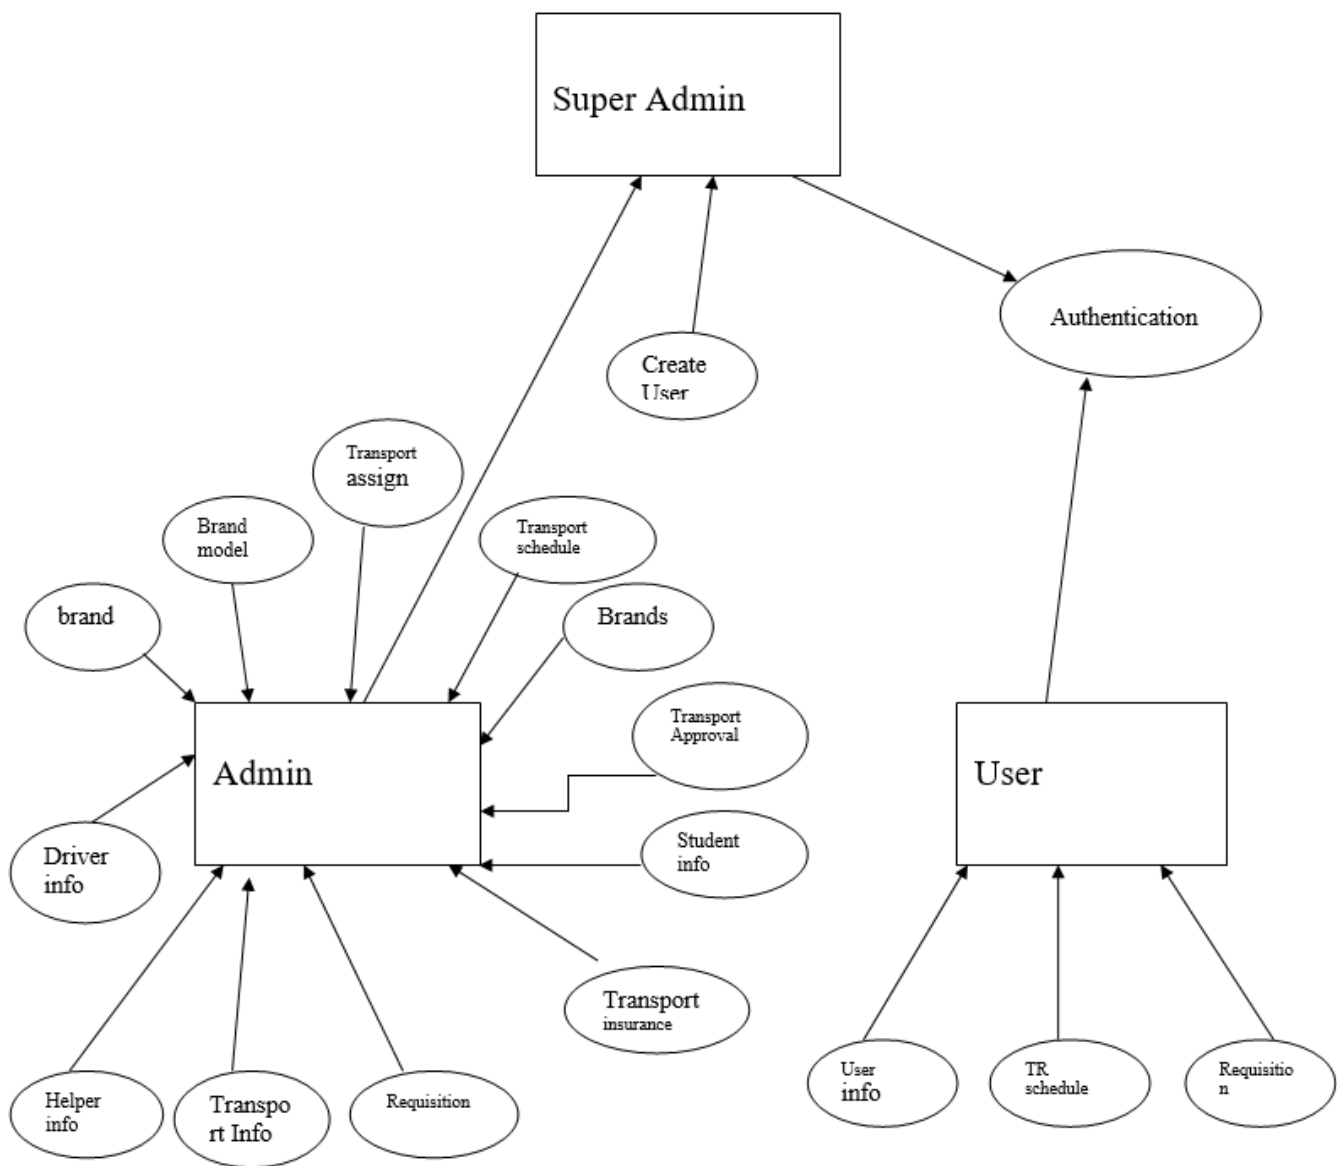 Super Admin
Authentication
Create
User
Transport
assign
Brand
model
Transport
schedule
brand
Brands
Transport
Approval
Admin
User
Student
info
Driver
info
Transport
insurance
User
info
TR
schedule
Requisitio
n
Helper
info
Transpo
rt Info
Requisition